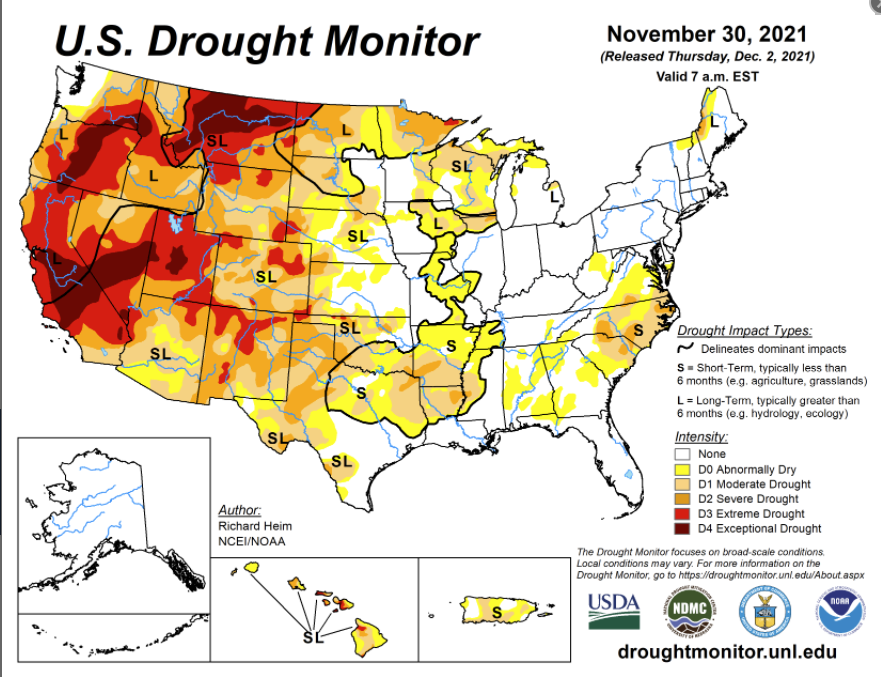 U.S. Drought Monitor
November 30, 2021
(Released Thursday, Dec. 2, 2021)
Valid 7 a.m. EST
L
SL
L
SL
L
L
L
SL
L
L
SL
SL
SL
S
S
SL
S
SL
SL
Drought Impact Types:
Delineates dominant impacts
S = Short-Term, typically less than
6 months (e.g. agriculture, grasslands)
L = Long-Term, typically greater than
6 months (e.g. hydrology, ecology)
Intensity:
None
D0 Abnormally Dry
D1 Moderate Drought
D2 Severe Drought
D3 Extreme Drought
D4 Exceptional Drought
Author:
Richard Heim
NCEI/NOAA
SL
S
The Drought Monitor focuses on broad-scale conditions.
Local conditions may vary. For more information on the
Drought Monitor, go to https://droughtmonitor.unl.edu/About.aspx
USDA
NDMC
NOAA
droughtmonitor.unl.edu